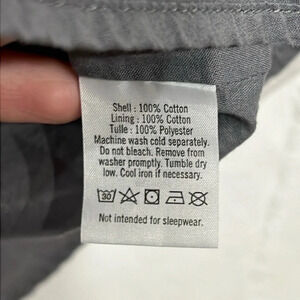 Shell : 100% Cotton
Lining : 100% Cotton
Tulle : 100% Polyester
Machine wash cold separately.
Do not bleach. Remove from
washer promptly. Tumble dry
low. Cool iron if necessary.
30
Not intended for sleepwear.